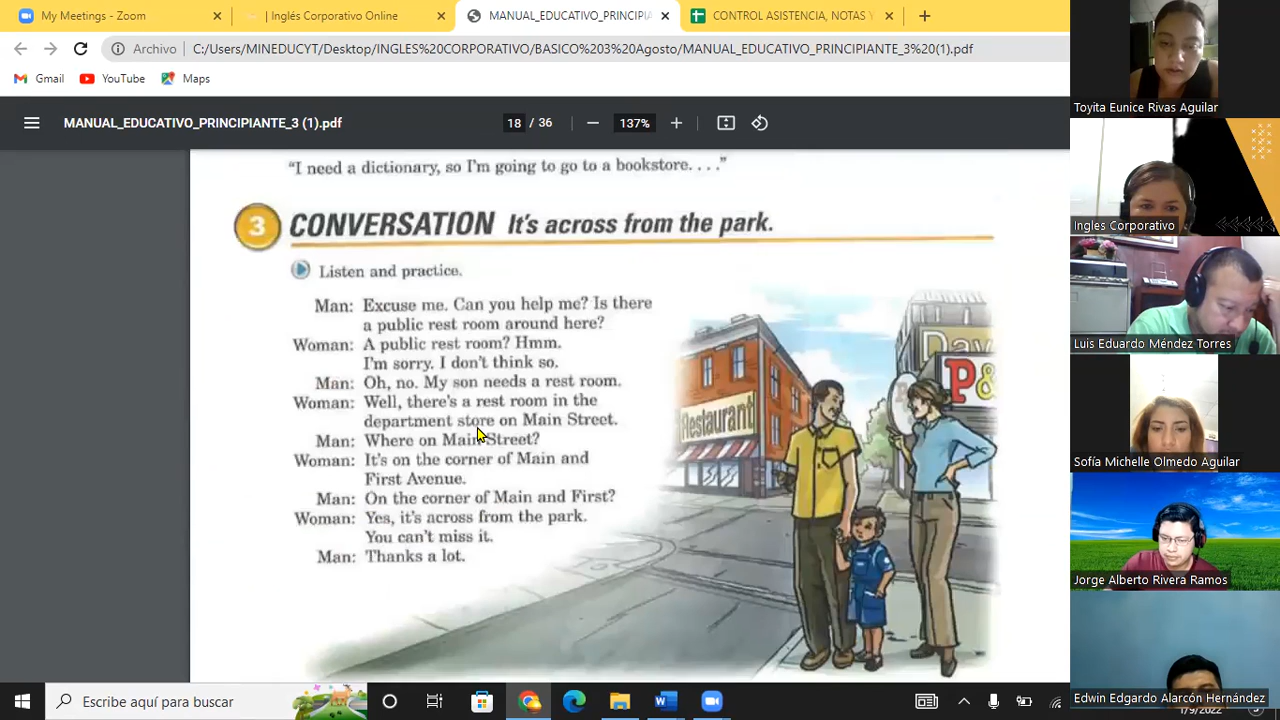 My Meetings - Zoom
| Inglés Corporativo Online
MANUAL_EDUCATIVO_PRINCIPIA
CONTROL ASISTENCIA, NOTAS Y
Archivo
C:/Users/MINEDUCYT/Desktop/INGLES%20CORPORATIVO/BASICO%203%20Agosto/MANUAL_EDUCATIVO_PRINCIPIANTE_3%20(1).pdf
Gmail
YouTube
Maps
MANUAL_EDUCATIVO_PRINCIPIANTE_3 (1).pdf
18 / 36
137%
"I need a dictionary, so I'm going to go to a bookstore. . . ."
3 CONVERSATION It's across from the park.
Listen and practice.
Man: Excuse me. Can you help me? Is there
a public rest room around here?
Woman: A public rest room? Hmm.
I'm sorry. I don't think so.
Man: Oh, no. My son needs a rest room.
Woman: Well, there's a rest room in the
department store on Main Street.
Man: Where on Main Street?
Woman: It's on the corner of Main and
First Avenue.
Man: On the corner of Main and First?
Woman: Yes, it's across from the park.
You can't miss it.
Man: Thanks a lot.
Restaurant
Dav
P&
Toyita Eunice Rivas Aguilar
Ingles Corporativo
Luis Eduardo Méndez Torres
Sofía Michelle Olmedo Aguilar
Jorge Alberto Rivera Ramos
Edwin Edgardo Alarcón Hernández
Escribe aquí para buscar
1/9/2022